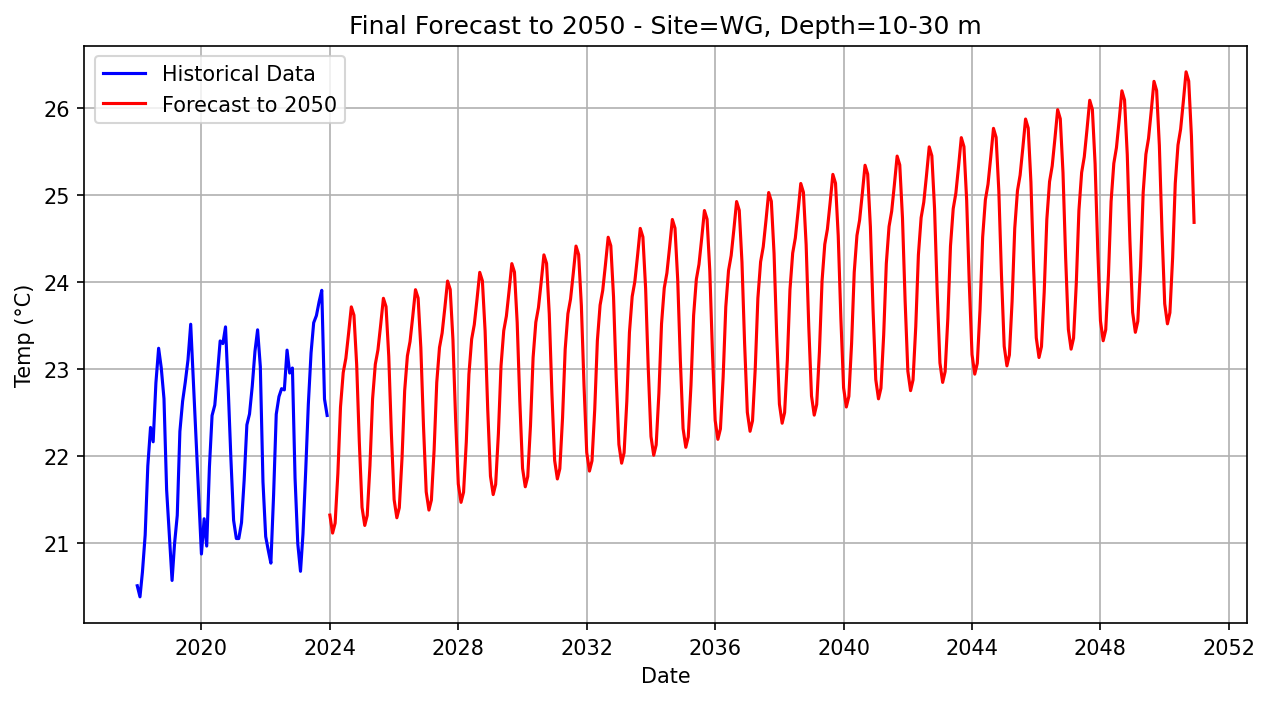 Final Forecast to 2050 - Site=WG, Depth=10-30 m
Historical Data
Forecast to 2050
Temp (°C)
26
25
24
23
22
21
2020 2024 2028 2032 2036 2040 2044 2048 2052
Date